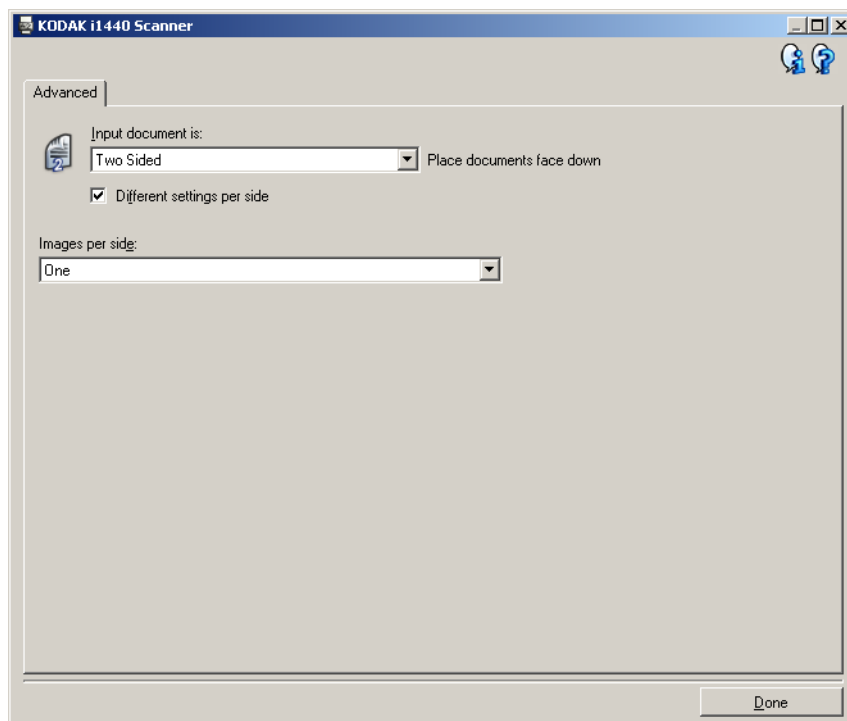 KODAK i1440 Scanner
Advanced
Input document is:
Two Sided
Place documents face down
Different settings per side
Images per side:
One
Done